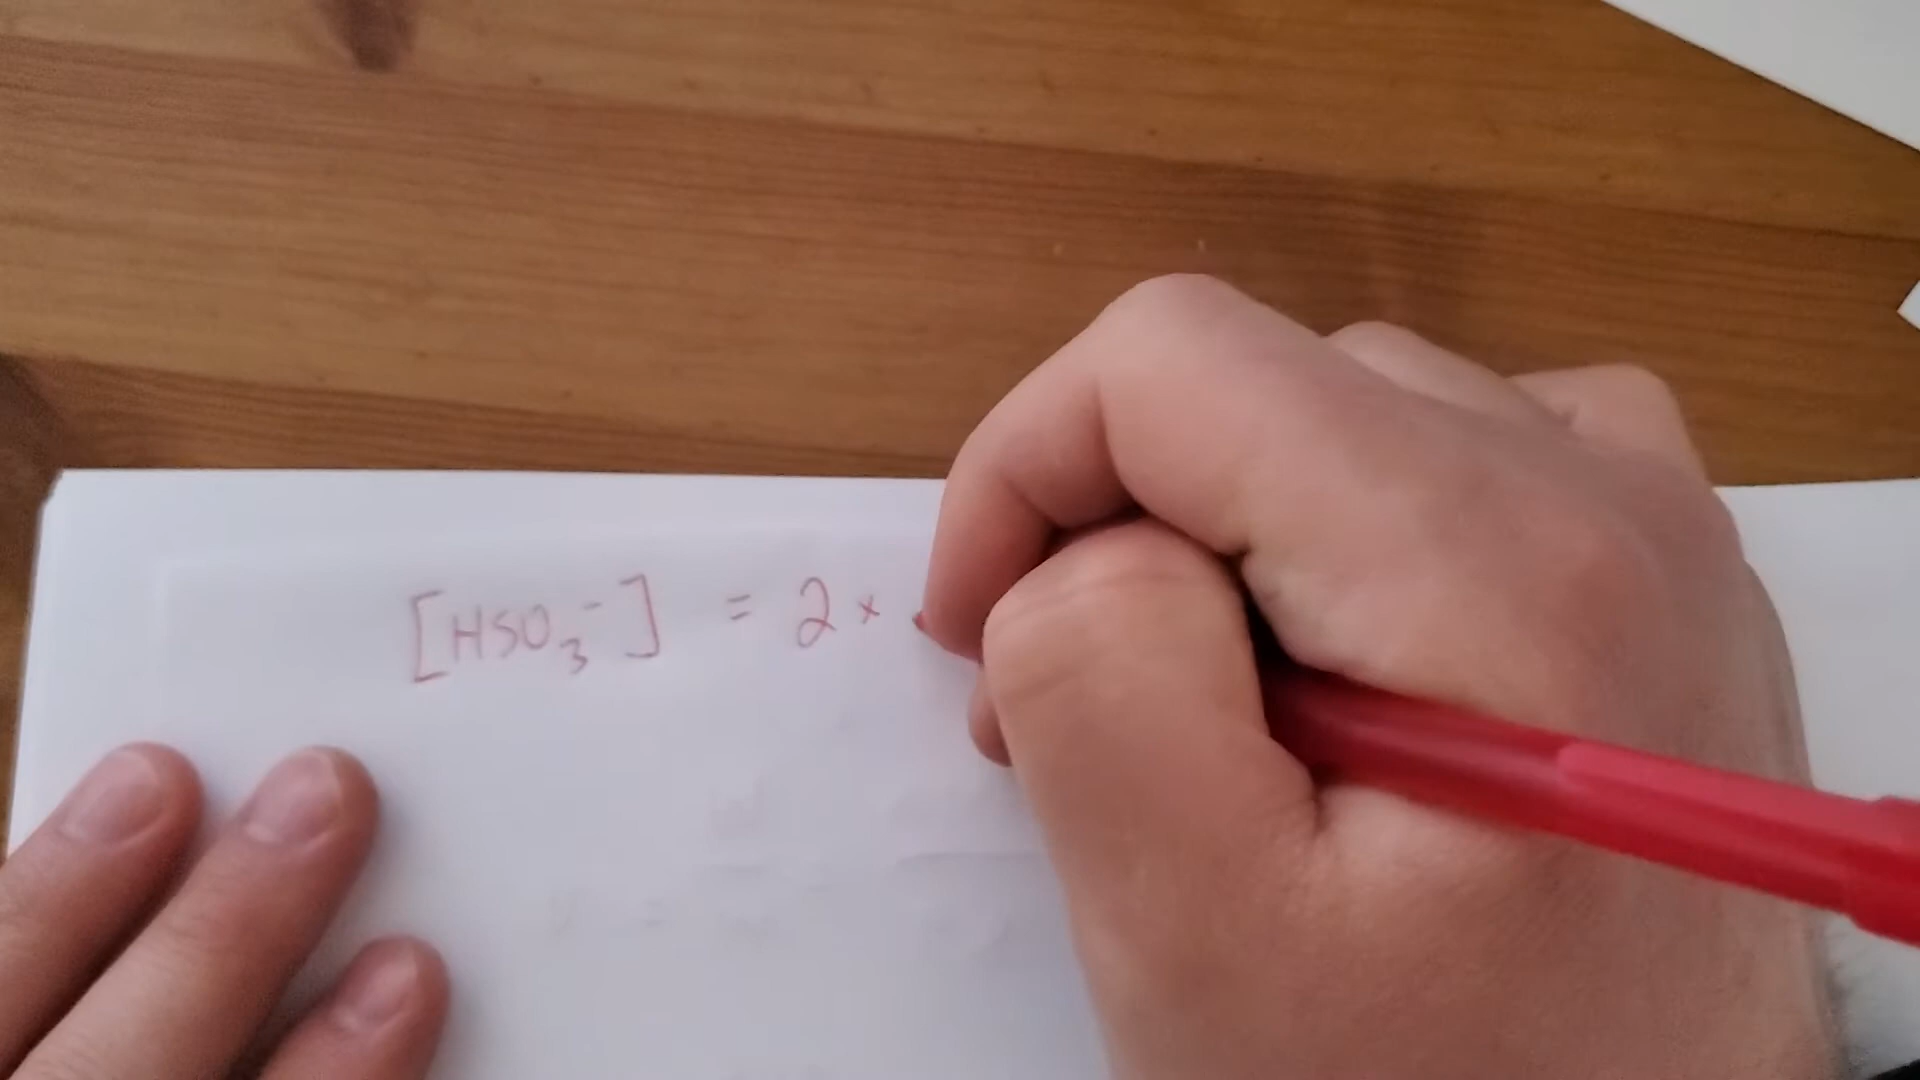 [HSO₃⁻] = 2 ×